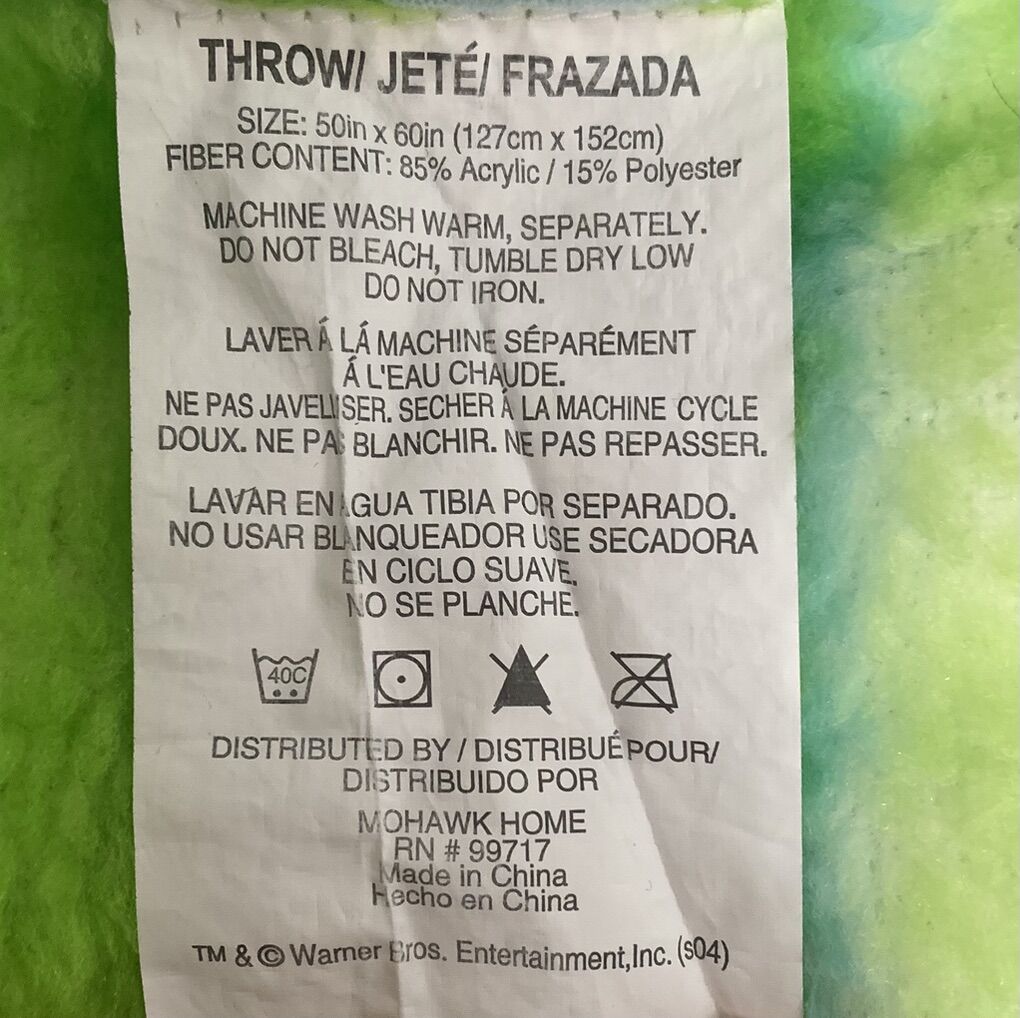 THROW/ JETÉ/ FRAZADA
SIZE: 50in x 60in (127cm x 152cm)
FIBER CONTENT: 85% Acrylic / 15% Polyester
MACHINE WASH WARM, SEPARATELY.
DO NOT BLEACH, TUMBLE DRY LOW
DO NOT IRON.
LAVER Á LÁ MACHINE SÉPARÉMENT
Á L'EAU CHAUDE.
NE PAS JAVELISER. SECHER Á LA MACHINE CYCLE
DOUX. NE PAS BLANCHIR. NE PAS REPASSER.
LAVAR EN AGUA TIBIA POR SEPARADO.
NO USAR BLANQUEADOR USE SECADORA
EN CICLO SUAVE.
NO SE PLANCHE.
40C
DISTRIBUTED BY / DISTRIBUÉ POUR/
DISTRIBUIDO POR
MOHAWK HOME
RN # 99717
Made in China
Hecho en China
TM & © Warner Bros. Entertainment,Inc. (s04)